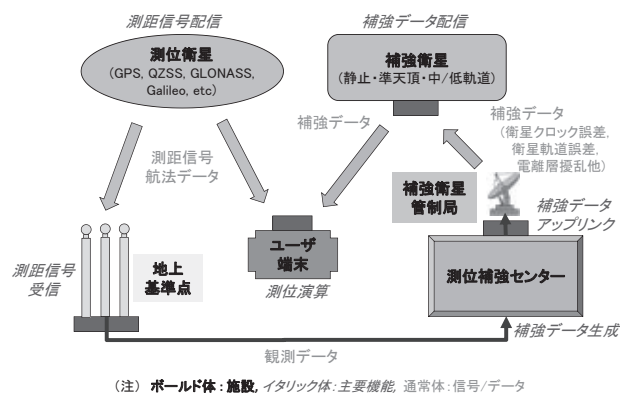 測距信号配信
補強データ配信
測位衛星
(GPS, QZSS, GLONASS,
Galileo, etc)
補強衛星
(静止・準天頂・中/低軌道)
補強データ
補強データ
(衛星クロック誤差,
衛星軌道誤差,
電離層擾乱他)
測距信号
航法データ
補強衛星
管制局
補強データ
アップリンク
ユーザ
端末
測距信号
受信
地上
基準点
測位演算
測位補強センター
補強データ生成
観測データ
(注) ボールド体:施設, イタリック体:主要機能, 通常体:信号/データ